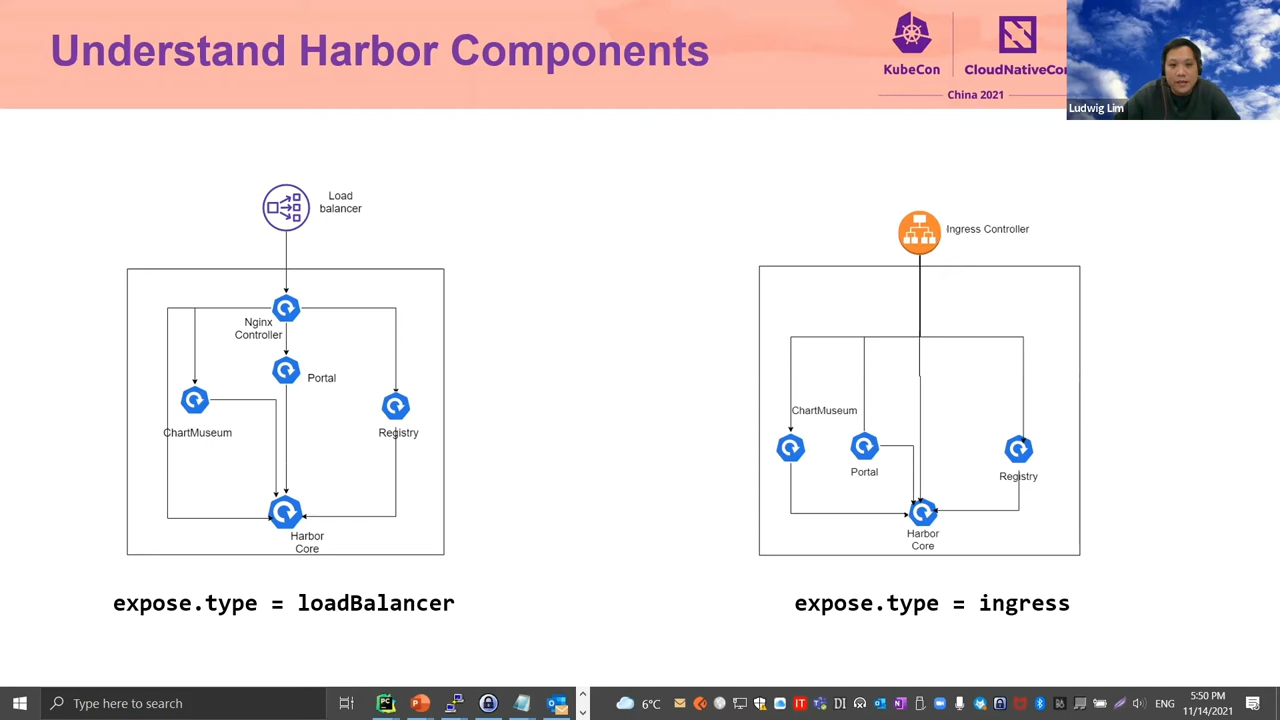 Understand Harbor Components
KubeCon
CloudNativeCon
China 2021
Ludwig Lim
Load
balancer
Nginx
Controller
Portal
ChartMuseum
Registry
Harbor
Core
expose.type = loadBalancer
Ingress Controller
ChartMuseum
Portal
Registry
Harbor
Core
expose.type = ingress
Type here to search
6°C
IT
DI
ENG
5:50 PM
11/14/2021